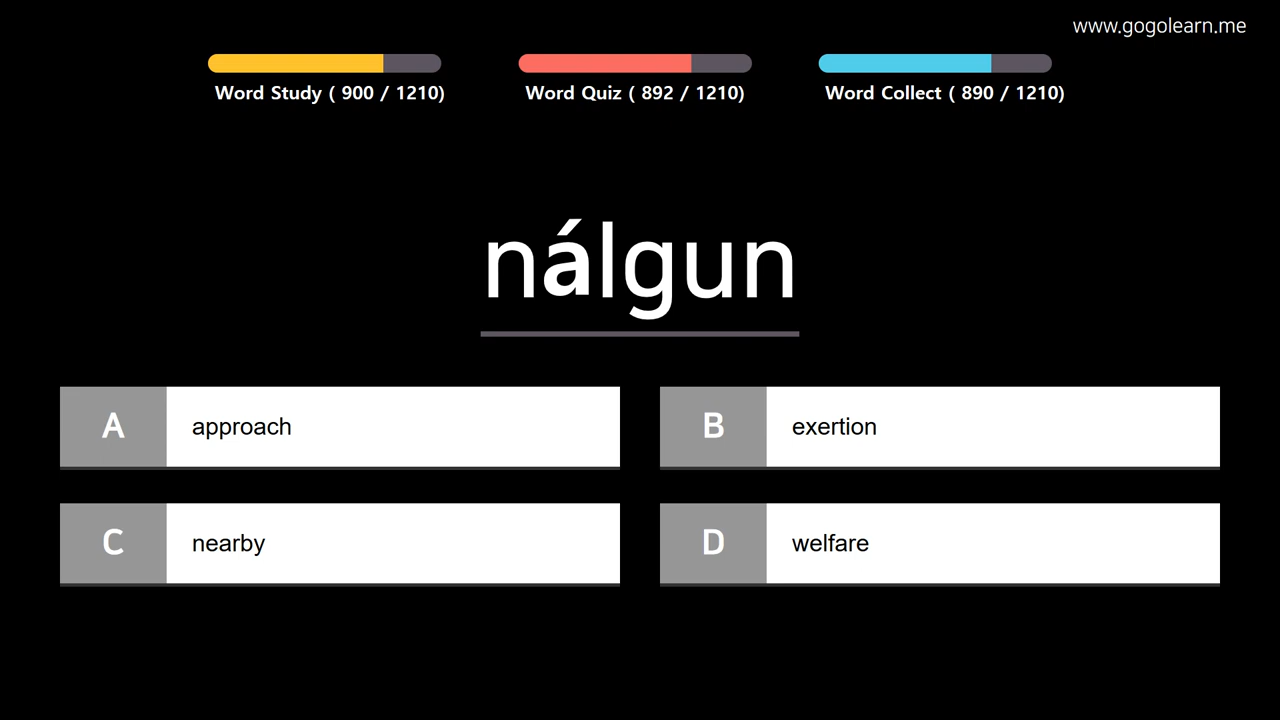 www.gogolearn.me
Word Study ( 900 / 1210)
Word Quiz ( 892 / 1210)
Word Collect ( 890 / 1210)
nálgun
A
approach
B
exertion
C
nearby
D
welfare